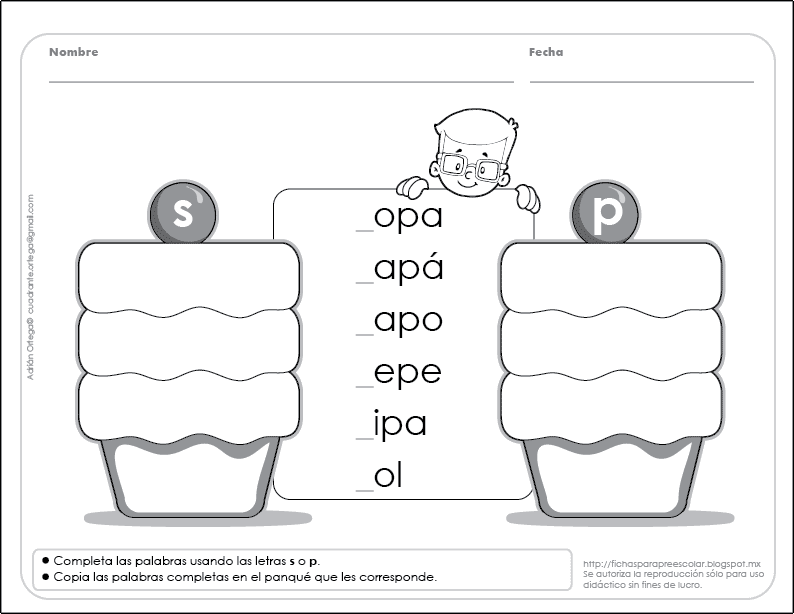 Nombre
Fecha
s
p
_opa
_apá
_apo
_epe
_ipa
_ol
Adrián Ortega© cuadrante.ortega@gmail.com
● Completa las palabras usando las letras s o p.
● Copia las palabras completas en el panqué que les corresponde.
http://fichasparapreescolar.blogspot.mx
Se autoriza la reproducción sólo para uso
didáctico sin fines de lucro.